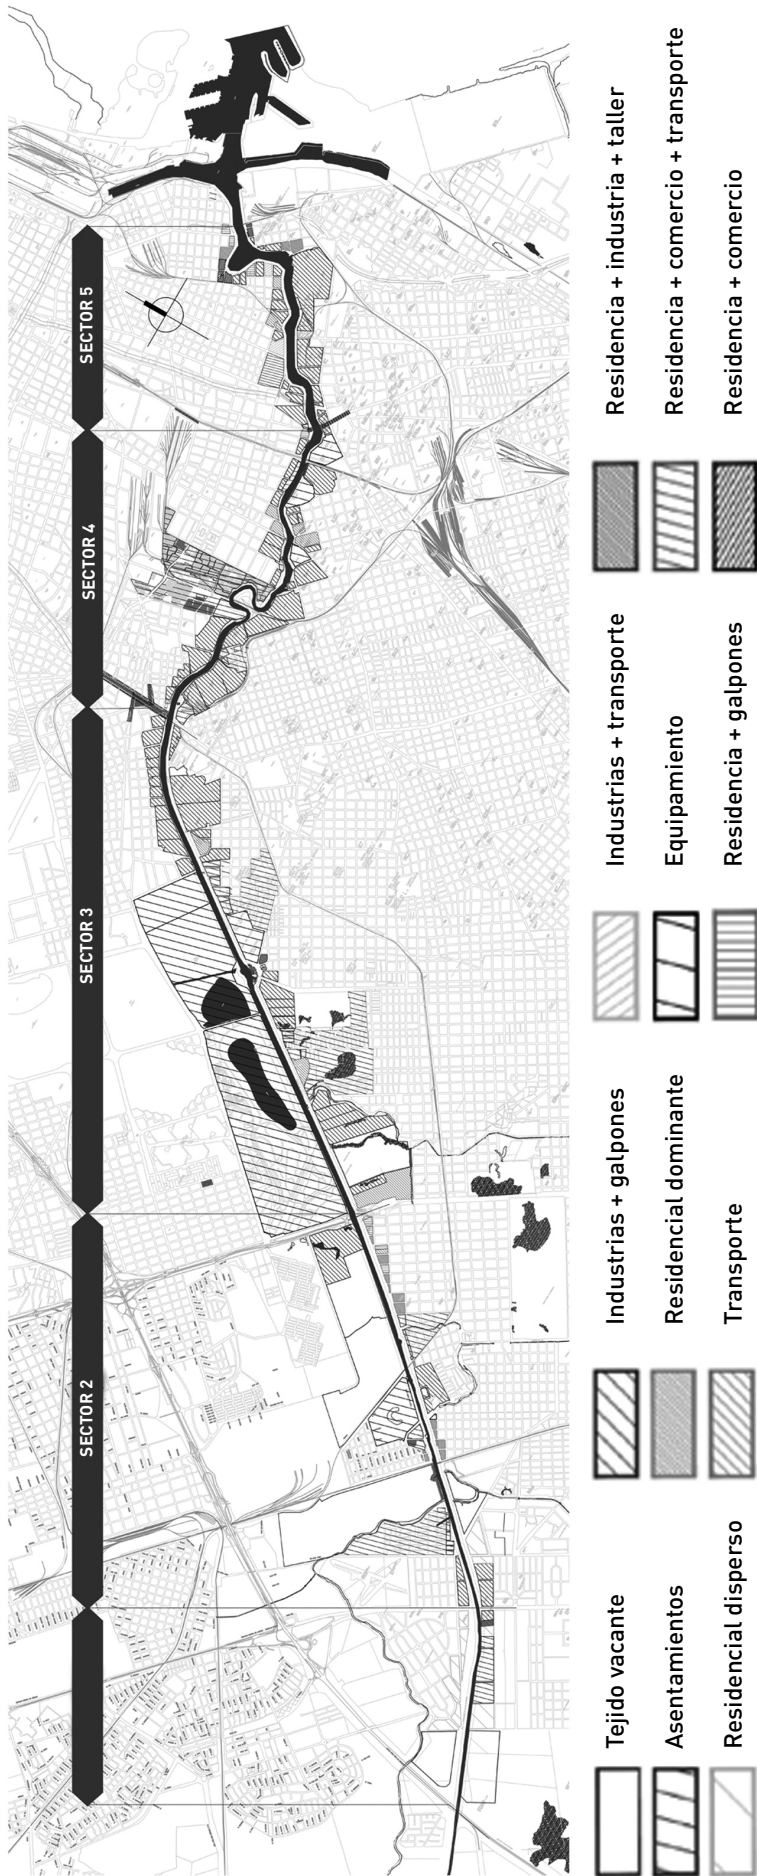 SECTOR 2
SECTOR 3
SECTOR 4
SECTOR 5
Tejido vacante
Asentamientos
Residencial disperso
Industrias + galpones
Residencial dominante
Transporte
Industrias + transporte
Equipamiento
Residencia + galpones
Residencia + industria + taller
Residencia + comercio + transporte
Residencia + comercio